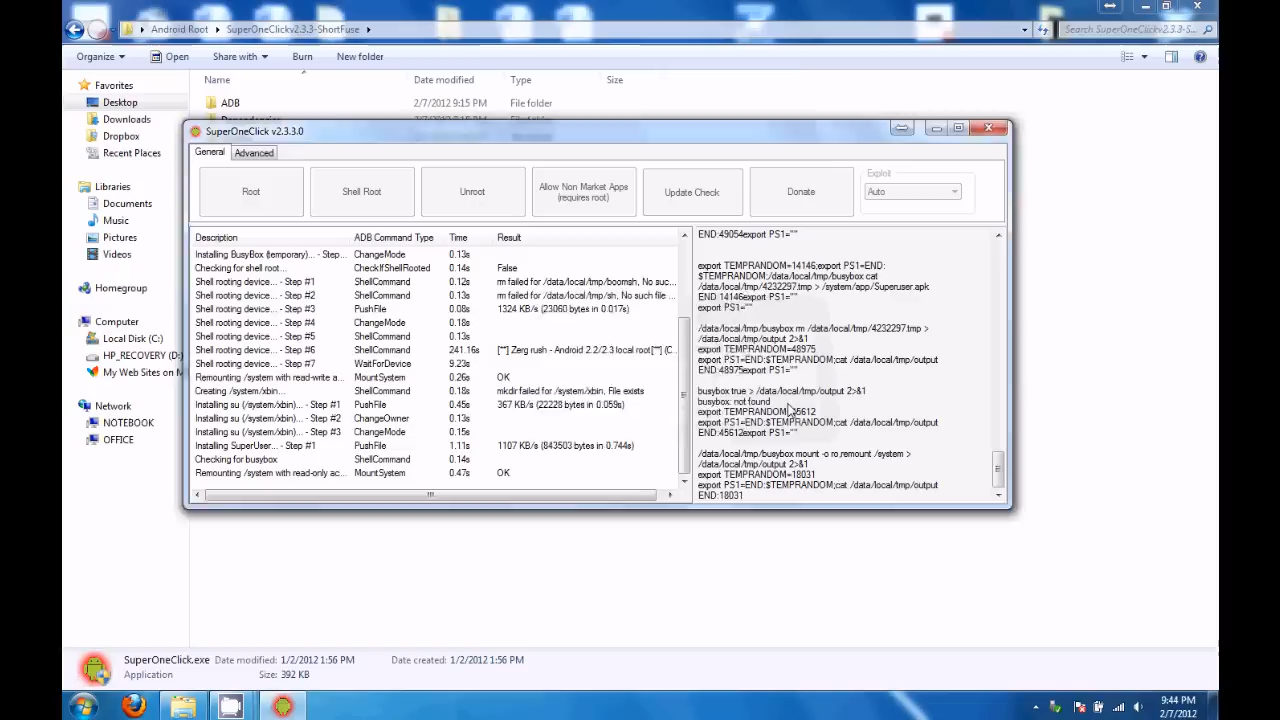 Android Root
SuperOneClickv2.3.3-ShortFuse
Search SuperOneClickv2.3.3-S...
Organize
Open
Share with
Burn
New folder
Favorites
Desktop
Downloads
Dropbox
Recent Places
Libraries
Documents
Music
Pictures
Videos
Homegroup
Computer
Local Disk (C:)
HP_RECOVERY (D:)
My Web Sites on M
Network
NOTEBOOK
OFFICE
Name Date modified Type Size
ADB 2/7/2012 9:15 PM File folder
SuperOneClick v2.3.3.0
General Advanced
Root
Shell Root
Unroot
Allow Non Market Apps
(requires root)
Update Check
Donate
Exploit
Auto
Description ADB Command Type Time Result
Installing BusyBox (temporary)... - Step... ChangeMode 0.13s
Checking for shell root... CheckIfShellRooted 0.14s False
Shell rooting device... - Step #1 ShellCommand 0.12s rm failed for /data/local/tmp/boomsh, No suc...
Shell rooting device... - Step #2 ShellCommand 0.13s rm failed for /data/local/tmp/sh, No such file ...
Shell rooting device... - Step #3 PushFile 0.08s 1324 KB/s (23060 bytes in 0.017s)
Shell rooting device... - Step #4 ChangeMode 0.18s
Shell rooting device... - Step #5 ShellCommand 0.13s
Shell rooting device... - Step #6 ShellCommand 241.16s [**] Zerg rush - Android 2.2/2.3 local root[**] (C...
Shell rooting device... - Step #7 WaitForDevice 9.23s
Remounting /system with read-write a... MountSystem 0.26s OK
Creating /system/xbin... ShellCommand 0.18s mkdir failed for /system/xbin, File exists
Installing su (/system/xbin)... - Step #1 PushFile 0.45s 367 KB/s (22228 bytes in 0.059s)
Installing su (/system/xbin)... - Step #2 ChangeOwner 0.13s
Installing su (/system/xbin)... - Step #3 ChangeMode 0.15s
Installing SuperUser... - Step #1 PushFile 1.11s 1107 KB/s (843503 bytes in 0.744s)
Checking for busybox ShellCommand 0.14s
Remounting /system with read-only ac... MountSystem 0.47s OK
END:49054export PS1=""
export TEMPRANDOM=14146;export PS1=END:
$TEMPRANDOM;/data/local/tmp/busybox cat
/data/local/tmp/4232297.tmp > /system/app/Superuser.apk
END:14146export PS1=""
export PS1=""
/data/local/tmp/busybox rm /data/local/tmp/4232297.tmp >
/data/local/tmp/output 2>&1
export TEMPRANDOM=48975
export PS1=END:$TEMPRANDOM;cat /data/local/tmp/output
END:48975export PS1=""
busybox true > /data/local/tmp/output 2>&1
busybox: not found
export TEMPRANDOM=45612
export PS1=END:$TEMPRANDOM;cat /data/local/tmp/output
END:45612export PS1=""
/data/local/tmp/busybox mount -o ro,remount /system >
/data/local/tmp/output 2>&1
export TEMPRANDOM=18031
export PS1=END:$TEMPRANDOM;cat /data/local/tmp/output
END:18031
SuperOneClick.exe Date modified: 1/2/2012 1:56 PM Date created: 1/2/2012 1:56 PM
Application Size: 392 KB
9:44 PM
2/7/2012